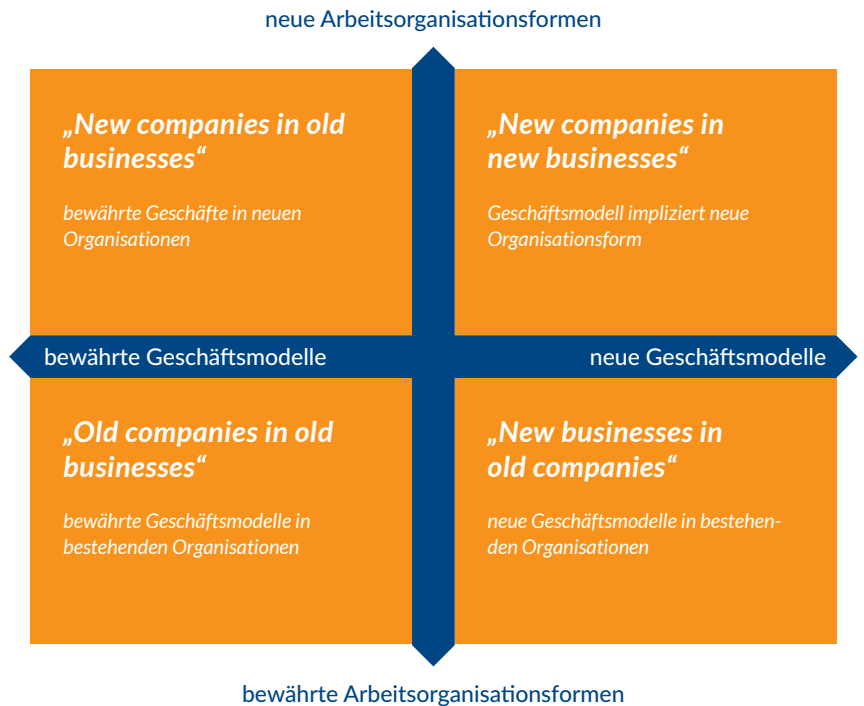 neue Arbeitsorganisationsformen
„New companies in old
businesses“
bewährte Geschäfte in neuen
Organisationen
„New companies in
new businesses“
Geschäftsmodell impliziert neue
Organisationsform
bewährte Geschäftsmodelle
neue Geschäftsmodelle
„Old companies in old
businesses“
bewährte Geschäftsmodelle in
bestehenden Organisationen
„New businesses in
old companies“
neue Geschäftsmodelle in bestehen-
den Organisationen
bewährte Arbeitsorganisationsformen